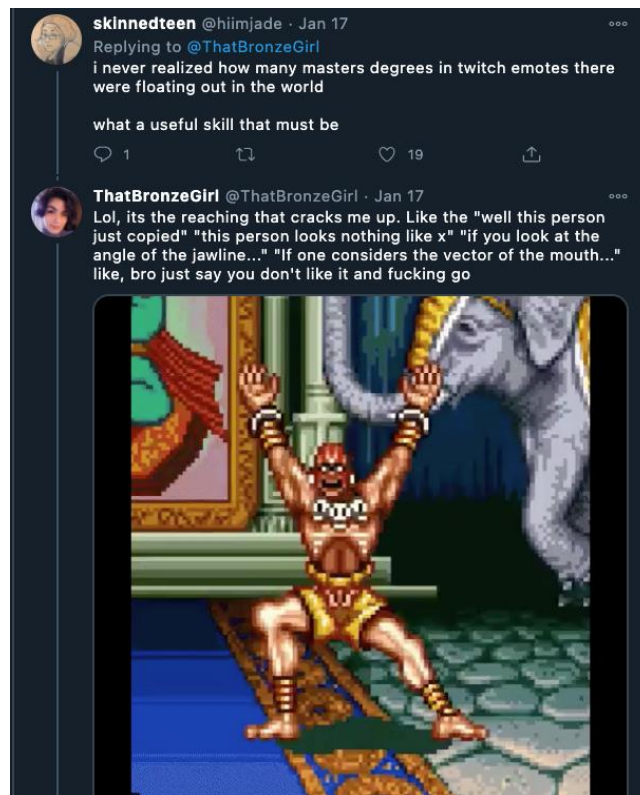 skinnedteen @hiimjade · Jan 17
Replying to @ThatBronzeGirl
i never realized how many masters degrees in twitch emotes there
were floating out in the world
what a useful skill that must be
1 19
ThatBronzeGirl @ThatBronzeGirl · Jan 17
Lol, its the reaching that cracks me up. Like the "well this person
just copied" "this person looks nothing like x" "if you look at the
angle of the jawline..." "If one considers the vector of the mouth..."
like, bro just say you don't like it and fucking go